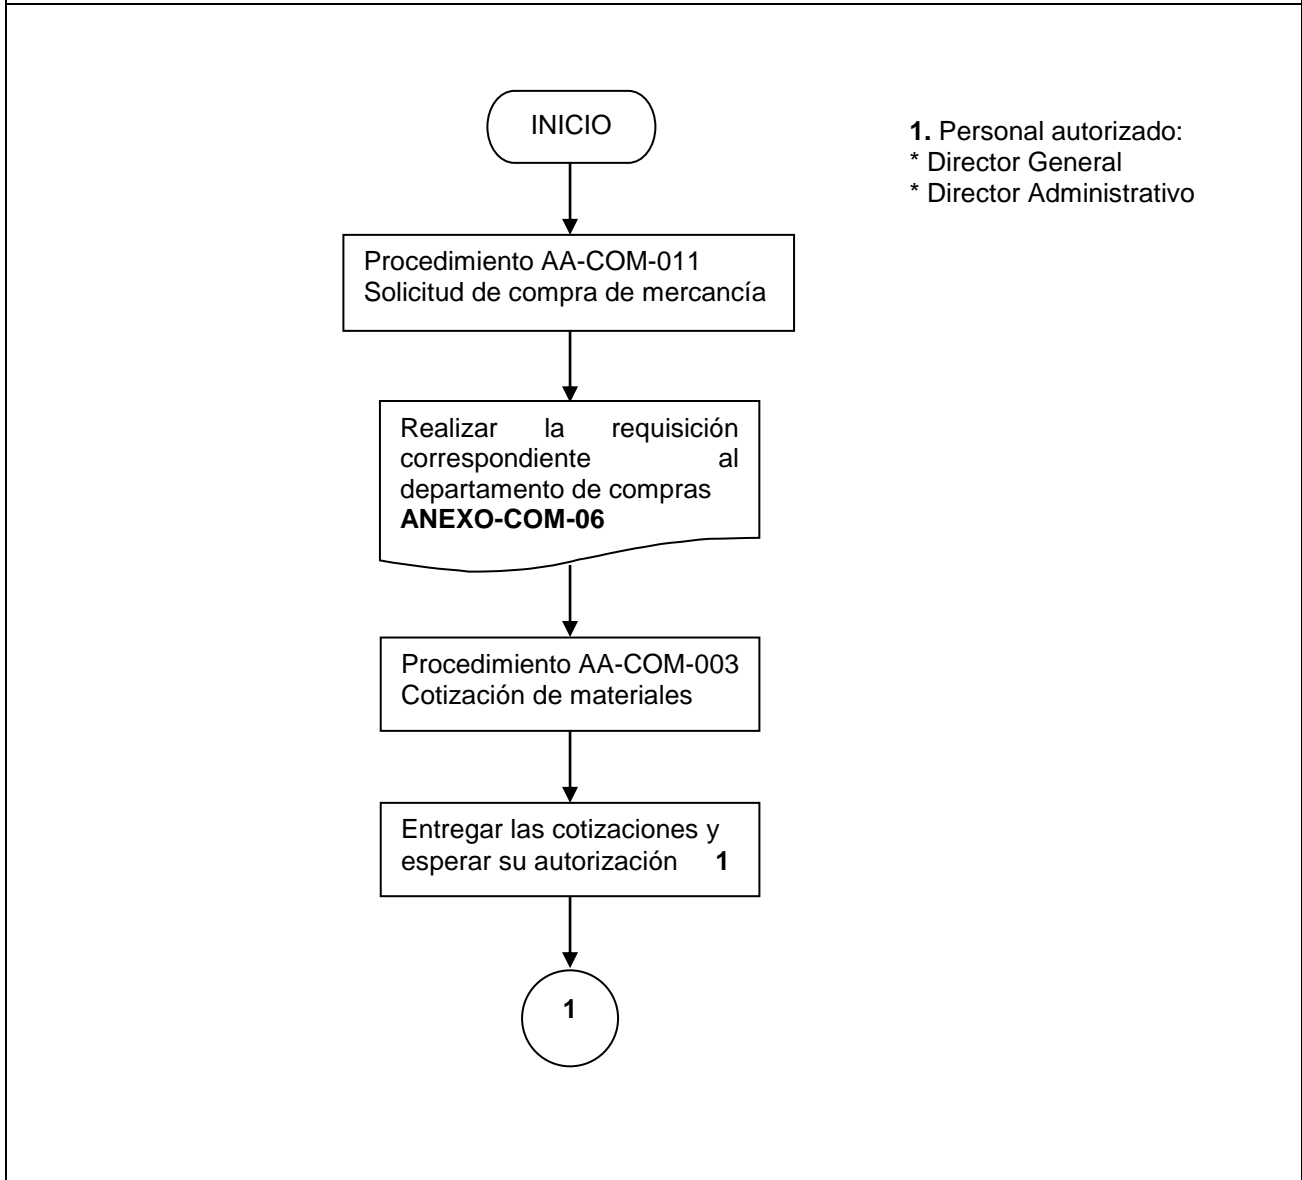 INICIO
1. Personal autorizado:
* Director General
* Director Administrativo
Procedimiento AA-COM-011
Solicitud de compra de mercancía
Realizar la requisición
correspondiente al
departamento de compras
ANEXO-COM-06
Procedimiento AA-COM-003
Cotización de materiales
Entregar las cotizaciones y
esperar su autorización 1
1